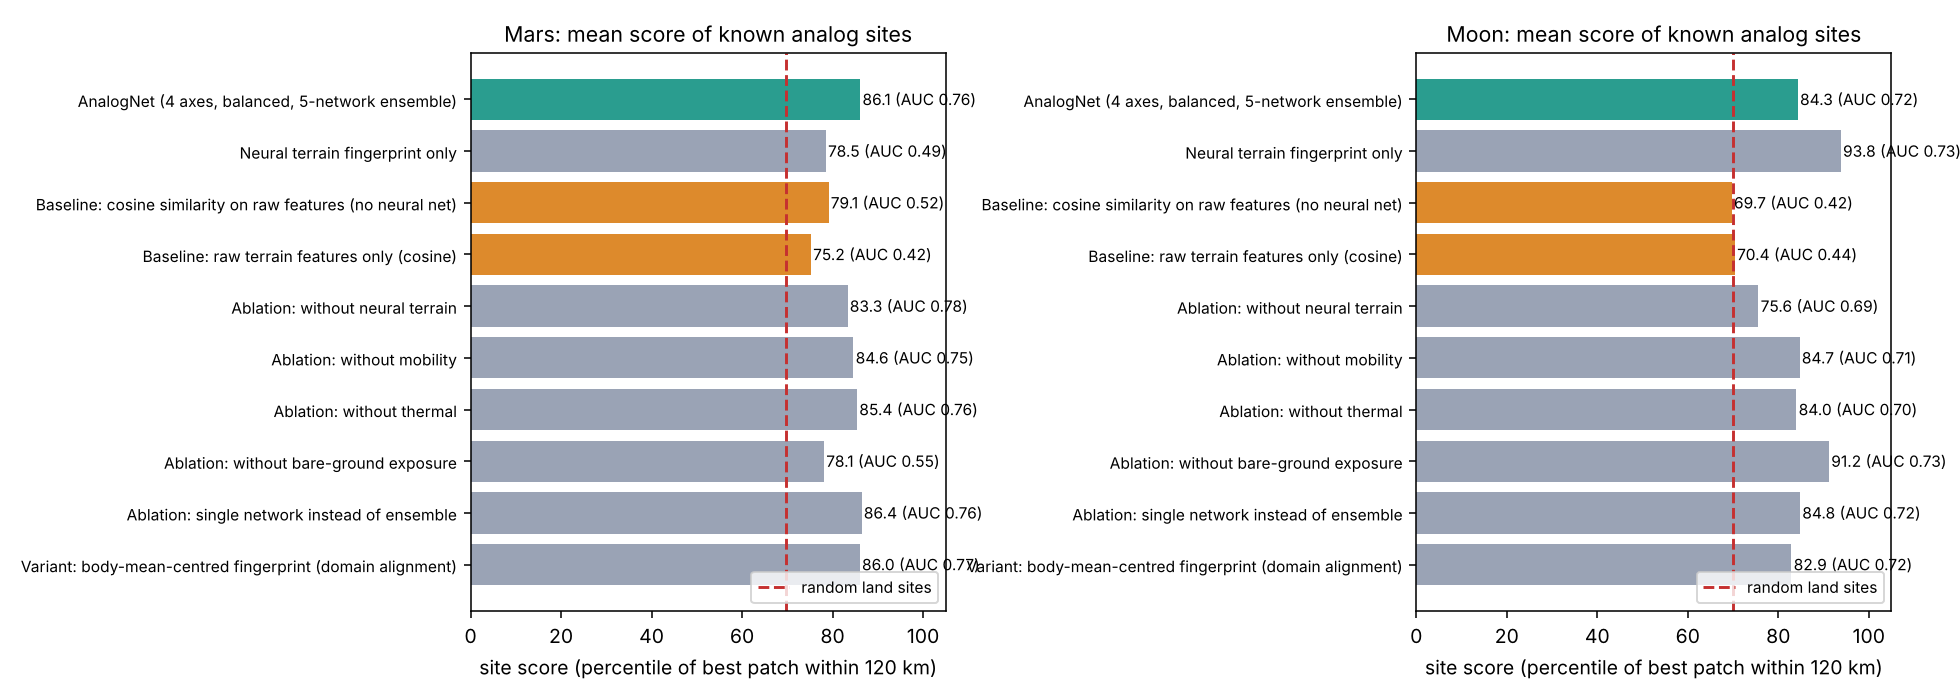 Mars: mean score of known analog sites
AnalogNet (4 axes, balanced, 5-network ensemble)
86.1 (AUC 0.76)
Neural terrain fingerprint only
78.5 (AUC 0.49)
Baseline: cosine similarity on raw features (no neural net)
79.1 (AUC 0.52)
Baseline: raw terrain features only (cosine)
75.2 (AUC 0.42)
Ablation: without neural terrain
83.3 (AUC 0.78)
Ablation: without mobility
84.6 (AUC 0.75)
Ablation: without thermal
85.4 (AUC 0.76)
Ablation: without bare-ground exposure
78.1 (AUC 0.55)
Ablation: single network instead of ensemble
86.4 (AUC 0.76)
Variant: body-mean-centred fingerprint (domain alignment)
86.0 (AUC 0.77)
random land sites
0 20 40 60 80 100
site score (percentile of best patch within 120 km)
Moon: mean score of known analog sites
AnalogNet (4 axes, balanced, 5-network ensemble)
84.3 (AUC 0.72)
Neural terrain fingerprint only
93.8 (AUC 0.73)
Baseline: cosine similarity on raw features (no neural net)
69.7 (AUC 0.42)
Baseline: raw terrain features only (cosine)
70.4 (AUC 0.44)
Ablation: without neural terrain
75.6 (AUC 0.69)
Ablation: without mobility
84.7 (AUC 0.71)
Ablation: without thermal
84.0 (AUC 0.70)
Ablation: without bare-ground exposure
91.2 (AUC 0.73)
Ablation: single network instead of ensemble
84.8 (AUC 0.72)
Variant: body-mean-centred fingerprint (domain alignment)
82.9 (AUC 0.72)
random land sites
0 20 40 60 80 100
site score (percentile of best patch within 120 km)